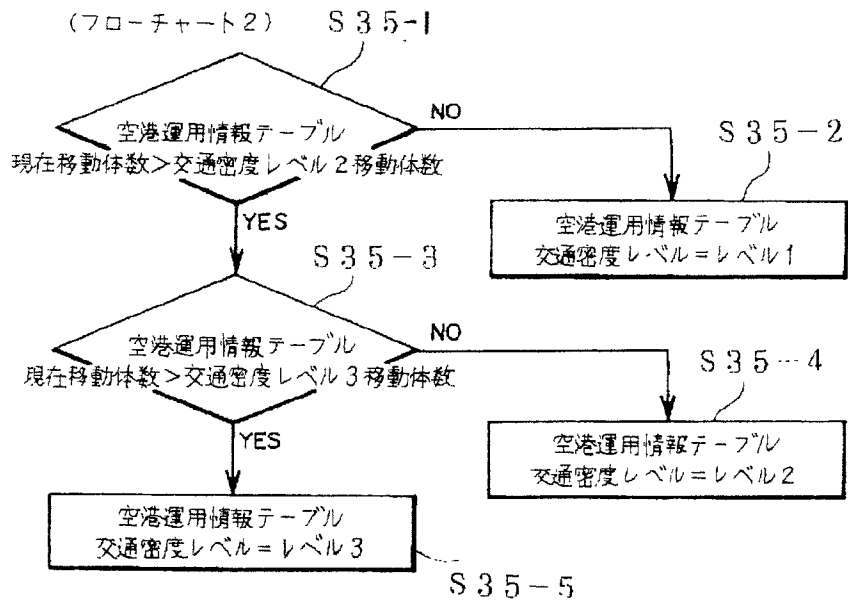 (フローチャート2)
S35-1
空港運用情報テーブル
現在移動体数>交通密度レベル2移動体数
NO
S35-2
空港運用情報テーブル
交通密度レベル=レベル1
YES
S35-3
空港運用情報テーブル
現在移動体数>交通密度レベル3移動体数
NO
S35-4
空港運用情報テーブル
交通密度レベル=レベル2
YES
空港運用情報テーブル
交通密度レベル=レベル3
S35-5